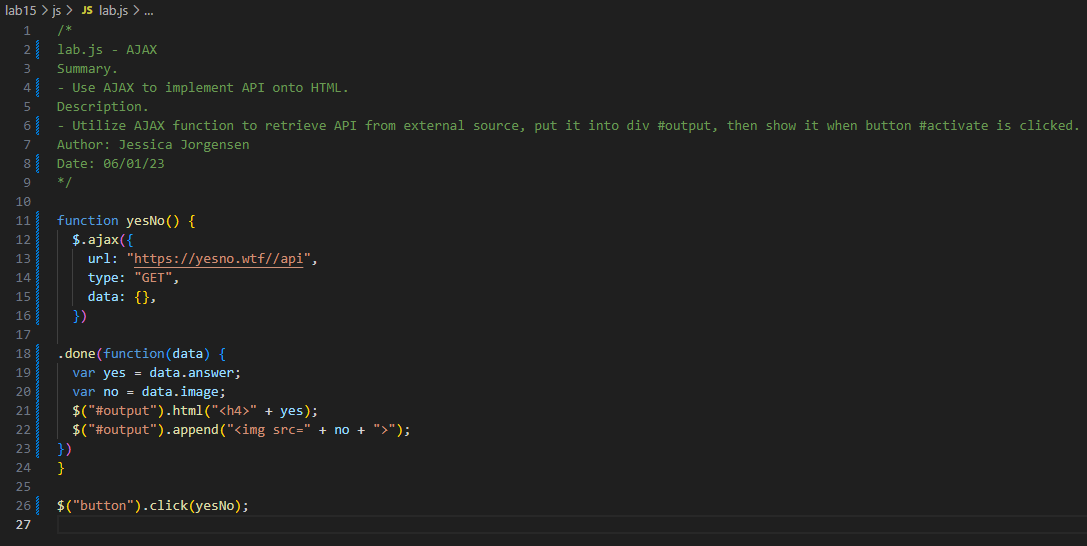 lab15 > js > JS lab.js > ...
1 /*
2 lab.js - AJAX
3 Summary.
4 - Use AJAX to implement API onto HTML.
5 Description.
6 - Utilize AJAX function to retrieve API from external source, put it into div #output, then show it when button #activate is clicked.
7 Author: Jessica Jorgensen
8 Date: 06/01/23
9 */
10
11 function yesNo() {
12   $.ajax({
13     url: "https://yesno.wtf//api",
14     type: "GET",
15     data: {},
16   })
17
18 .done(function(data) {
19   var yes = data.answer;
20   var no = data.image;
21   $("#output").html("<h4>" + yes);
22   $("#output").append("<img src=" + no + ">");
23 })
24 }
25
26 $("button").click(yesNo);
27